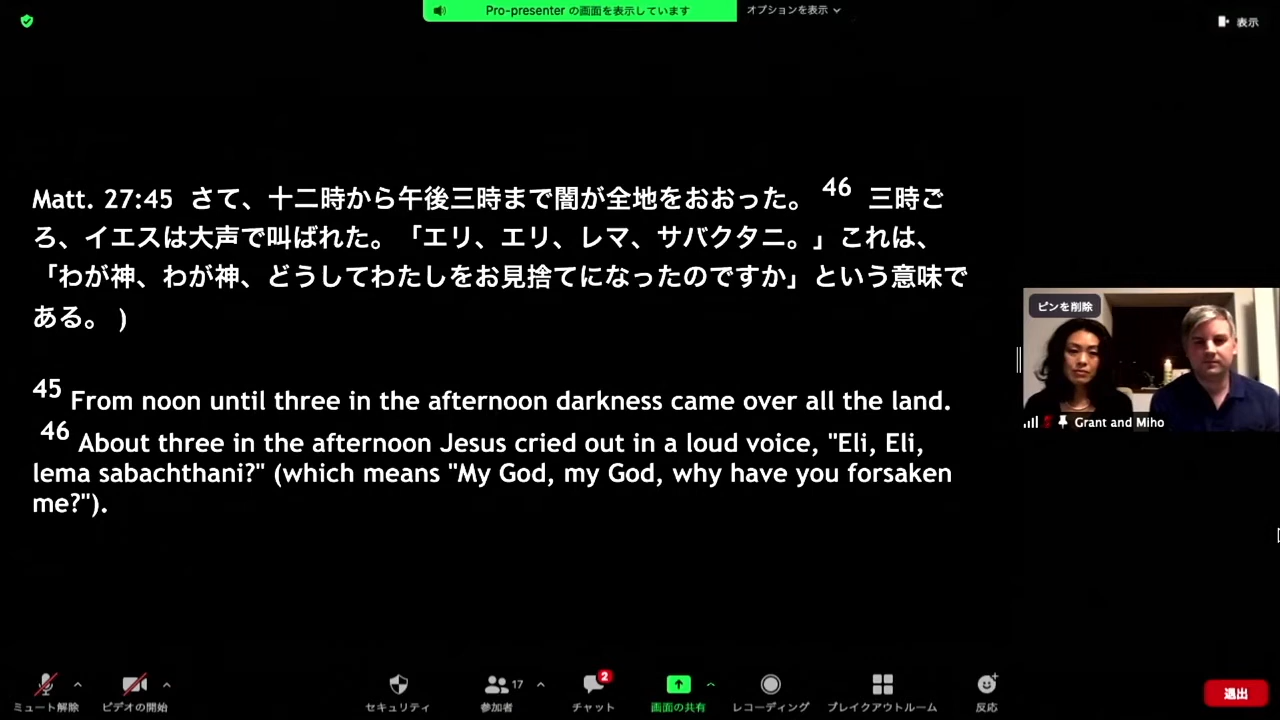 Pro-presenter の画面を表示しています
オプションを表示
表示
Matt. 27:45 さて、十二時から午後三時まで闇が全地をおおった。 46 三時ご
ろ、イエスは大声で叫ばれた。「エリ、エリ、レマ、サバクタニ。」これは、
「わが神、わが神、どうしてわたしをお見捨てになったのですか」という意味で
ある。 )
45 From noon until three in the afternoon darkness came over all the land.
46 About three in the afternoon Jesus cried out in a loud voice, "Eli, Eli,
lema sabachthani?" (which means "My God, my God, why have you forsaken
me?").
ピンを削除
Grant and Miho
ミュート解除
ビデオの開始
セキュリティ
17
参加者
2
チャット
画面の共有
レコーディング
ブレイクアウトルーム
反応
退出